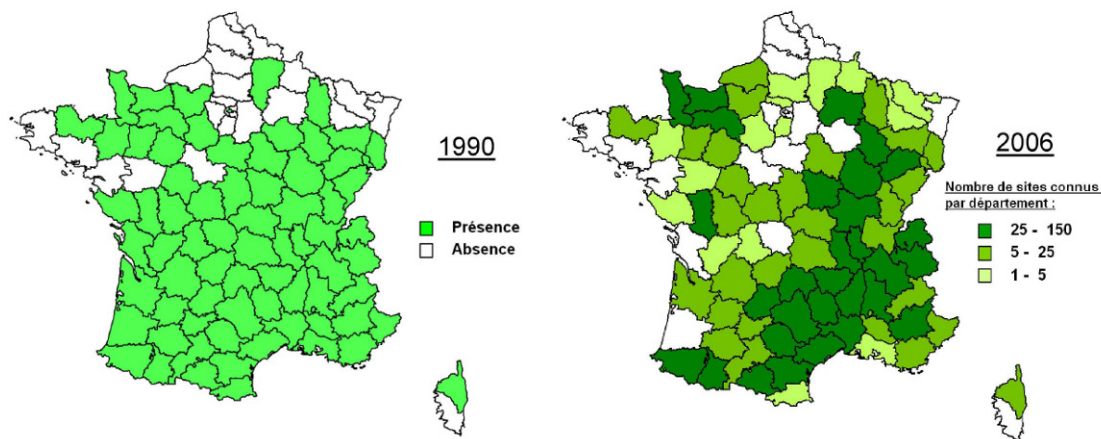 1990
Présence
Absence
2006
Nombre de sites connus
par département :
25 - 150
5 - 25
1 - 5